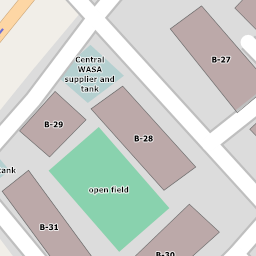 Central
WASA
supplier and
tank
B-27
B-29
B-28
tank
open field
B-31
B-30